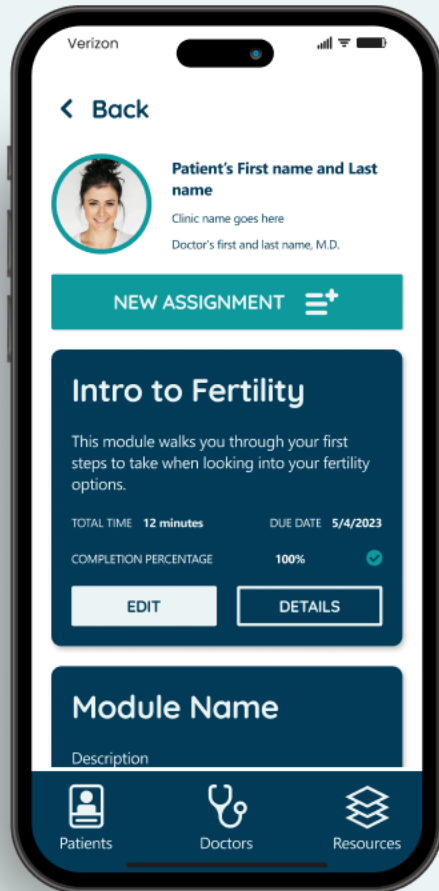 Verizon
Back
Patient's First name and Last
name
Clinic name goes here
Doctor's first and last name, M.D.
NEW ASSIGNMENT
Intro to Fertility
This module walks you through your first
steps to take when looking into your fertility
options.
TOTAL TIME 12 minutes DUE DATE 5/4/2023
COMPLETION PERCENTAGE 100%
EDIT DETAILS
Module Name
Description
Patients Doctors Resources